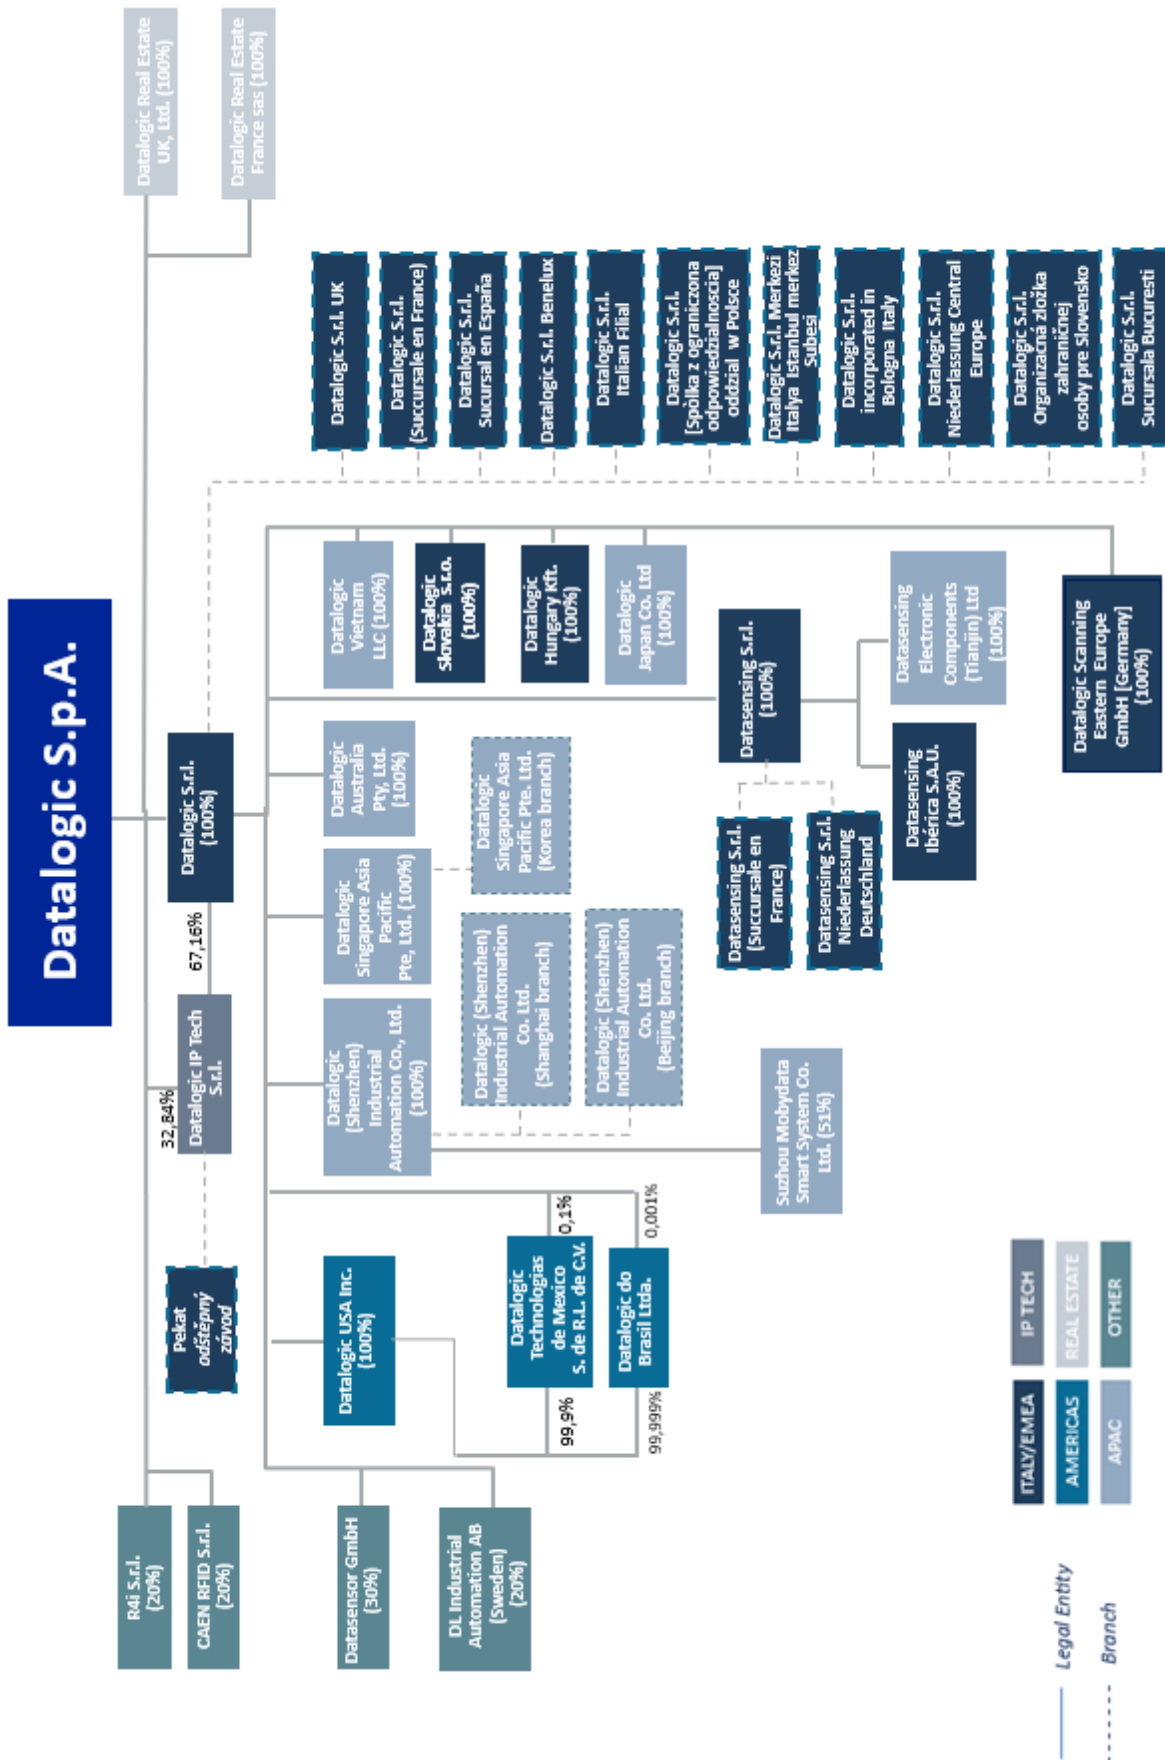 Datalogic S.p.A.
R4i S.r.l.
(20%)
CAEN RFID S.r.l.
(20%)
Datalogic Real Estate
UK, Ltd. (100%)
Datalogic Real Estate
France sas (100%)
Pekat
odštěpný
závod
32,84%
Datalogic IP Tech
S.r.l.
67,16%
Datalogic S.r.l.
(100%)
Datasensor GmbH
(30%)
DL Industrial
Automation AB
(Sweden)
(20%)
Datalogic USA Inc.
(100%)
99,9%
Datalogic
Technologias
de Mexico
S. de R.L. de C.V.
0,1%
99,999%
Datalogic do
Brasil Ltda.
0,001%
Datalogic
(Shenzhen)
Industrial
Automation Co., Ltd.
(100%)
Datalogic (Shenzhen)
Industrial Automation
Co. Ltd.
(Shanghai branch)
Datalogic (Shenzhen)
Industrial Automation
Co. Ltd.
(Beijing branch)
Suzhou Mobydata
Smart System Co.
Ltd. (51%)
Datalogic
Singapore Asia
Pacific
Pte, Ltd. (100%)
Datalogic
Singapore Asia
Pacific Pte. Ltd.
(Korea branch)
Datalogic
Australia
Pty, Ltd.
(100%)
Datalogic
Vietnam
LLC (100%)
Datalogic
Slovakia s.r.o.
(100%)
Datalogic
Hungary Kft.
(100%)
Datalogic
Japan Co. Ltd
(100%)
Datasensing S.r.l.
(100%)
Datasensing S.r.l.
(Succursale en
France)
Datasensing S.r.l.
Niederlassung
Deutschland
Datasensing
Ibérica S.A.U.
(100%)
Datasensing
Electronic
Components
(Tianjin) Ltd
(100%)
Datalogic Scanning
Eastern Europe
GmbH [Germany]
(100%)
Datalogic S.r.l. UK
Datalogic S.r.l.
(Succursale en France)
Datalogic S.r.l.
Sucursal en España
Datalogic S.r.l. Benelux
Datalogic S.r.l.
Italian Filial
Datalogic S.r.l.
[Spòlka z ograniczona
odpowiedzialnoscia]
oddzial w Polsce
Datalogic S.r.l. Merkezi
Italya Istanbul merkez
Subesi
Datalogic S.r.l.
incorporated in
Bologna Italy
Datalogic S.r.l.
Niederlassung Central
Europe
Datalogic S.r.l.
Organizačná zložka
zahraničnej
osoby pre Slovensko
Datalogic S.r.l.
Sucursala Bucuresti
Legal Entity
Branch
ITALY/EMEA
IP TECH
AMERICAS
REAL ESTATE
APAC
OTHER